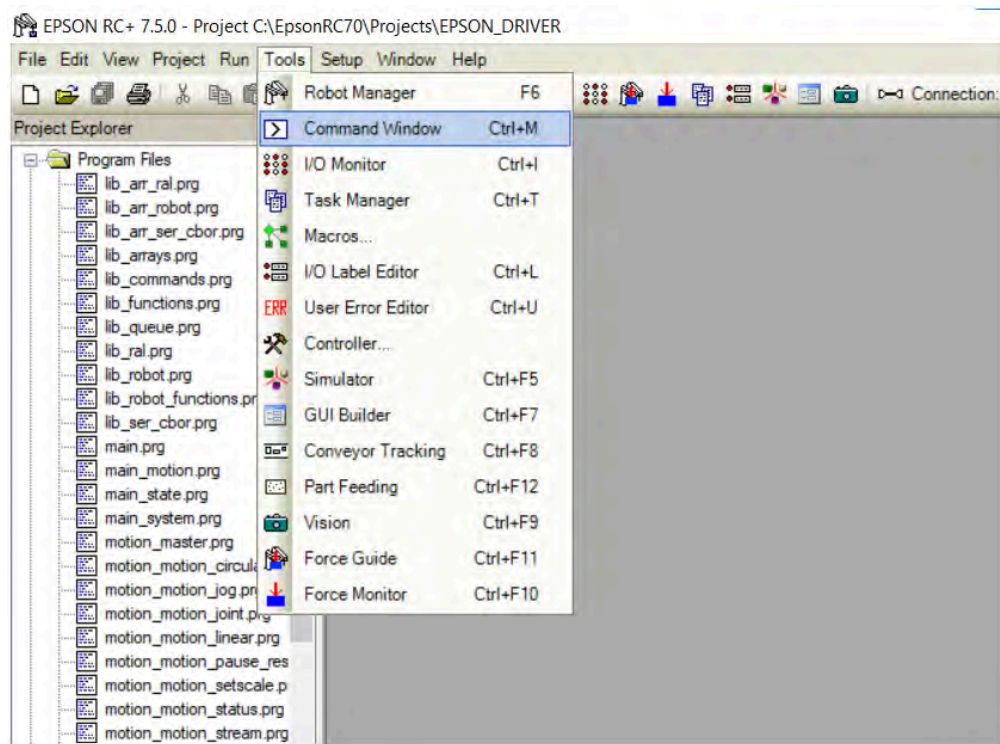 EPSON RC+ 7.5.0 - Project C:\EpsonRC70\Projects\EPSON_DRIVER
File Edit View Project Run Tools Setup Window Help
Connection:
Project Explorer
Program Files
lib_arr_ral.prg
lib_arr_robot.prg
lib_arr_ser_cbor.prg
lib_arrays.prg
lib_commands.prg
lib_functions.prg
lib_queue.prg
lib_ral.prg
lib_robot.prg
lib_robot_functions.pr
lib_ser_cbor.prg
main.prg
main_motion.prg
main_state.prg
main_system.prg
motion_master.prg
motion_motion_circula
motion_motion_jog.pr
motion_motion_joint.prg
motion_motion_linear.prg
motion_motion_pause_res
motion_motion_setscale.p
motion_motion_status.prg
motion_motion_stream.prg
Robot Manager F6
Command Window Ctrl+M
I/O Monitor Ctrl+I
Task Manager Ctrl+T
Macros...
I/O Label Editor Ctrl+L
ERR User Error Editor Ctrl+U
Controller...
Simulator Ctrl+F5
GUI Builder Ctrl+F7
Conveyor Tracking Ctrl+F8
Part Feeding Ctrl+F12
Vision Ctrl+F9
Force Guide Ctrl+F11
Force Monitor Ctrl+F10